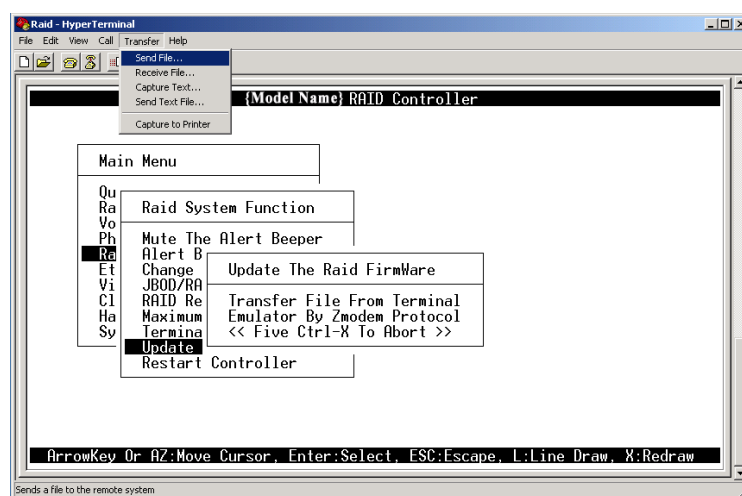 Raid - HyperTerminal
File Edit View Call Transfer Help
Send File...
Receive File...
Capture Text...
Send Text File...
Capture to Printer
{Model Name} RAID Controller
Main Menu
Qu
Ra
Vo
Ph
Ra
Et
Vi
Cl
Ha
Sy
Raid System Function
Mute The Alert Beeper
Alert B
Change
JBOD/RA
RAID Re
Maximum
Termina
Update
Restart Controller
Update The Raid FirmWare
Transfer File From Terminal
Emulator By Zmodem Protocol
<< Five Ctrl-X To Abort >>
ArrowKey Or AZ:Move Cursor, Enter:Select, ESC:Escape, L:Line Draw, X:Redraw
Sends a file to the remote system